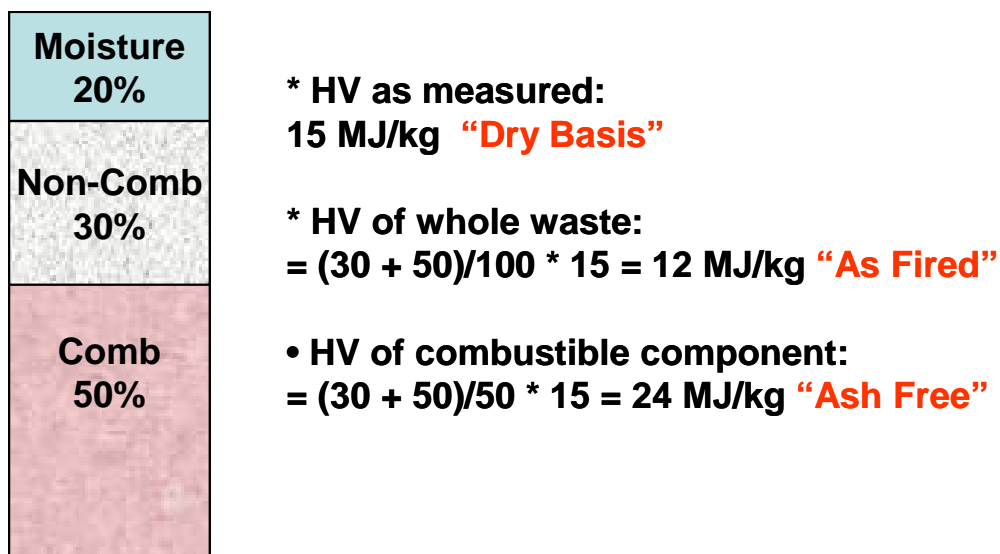 Moisture
20%
Non-Comb
30%
Comb
50%
* HV as measured:
15 MJ/kg “Dry Basis”
* HV of whole waste:
= (30 + 50)/100 * 15 = 12 MJ/kg “As Fired”
• HV of combustible component:
= (30 + 50)/50 * 15 = 24 MJ/kg “Ash Free”